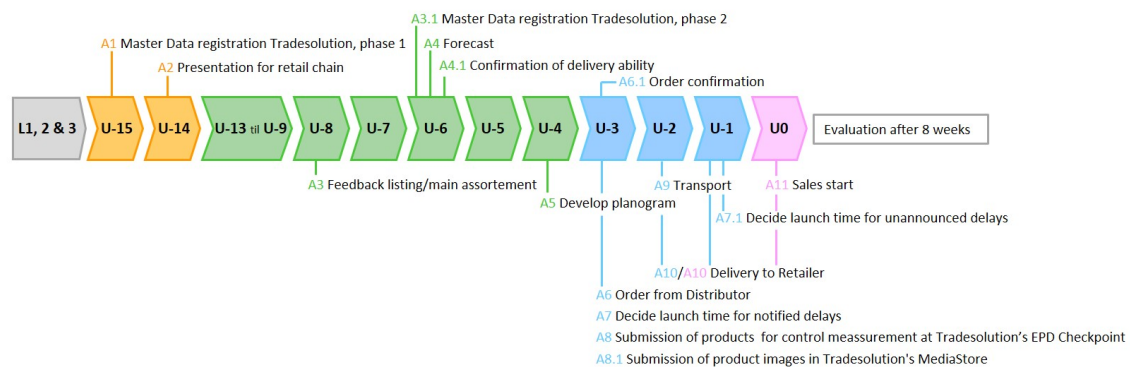 A3.1 Master Data registration Tradesolution, phase 2
A1 Master Data registration Tradesolution, phase 1
A4 Forecast
A2 Presentation for retail chain
A4.1 Confirmation of delivery ability
A6.1 Order confirmation
L1, 2 & 3
U-15
U-14
U-13 til U-9
U-8
U-7
U-6
U-5
U-4
U-3
U-2
U-1
U0
Evaluation after 8 weeks
A3 Feedback listing/main assortement
A9 Transport
A11 Sales start
A5 Develop planogram
A7.1 Decide launch time for unannounced delays
A10/A10 Delivery to Retailer
A6 Order from Distributor
A7 Decide launch time for notified delays
A8 Submission of products for control meassurement at Tradesolution’s EPD Checkpoint
A8.1 Submission of product images in Tradesolution's MediaStore